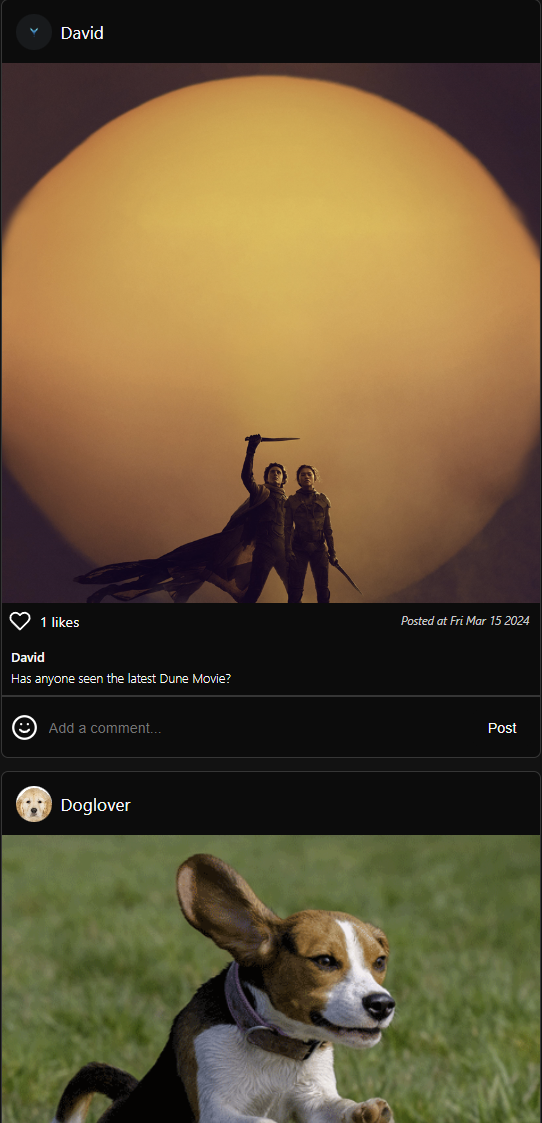 David
1 likes
Posted at Fri Mar 15 2024
David
Has anyone seen the latest Dune Movie?
Add a comment...
Post
Doglover